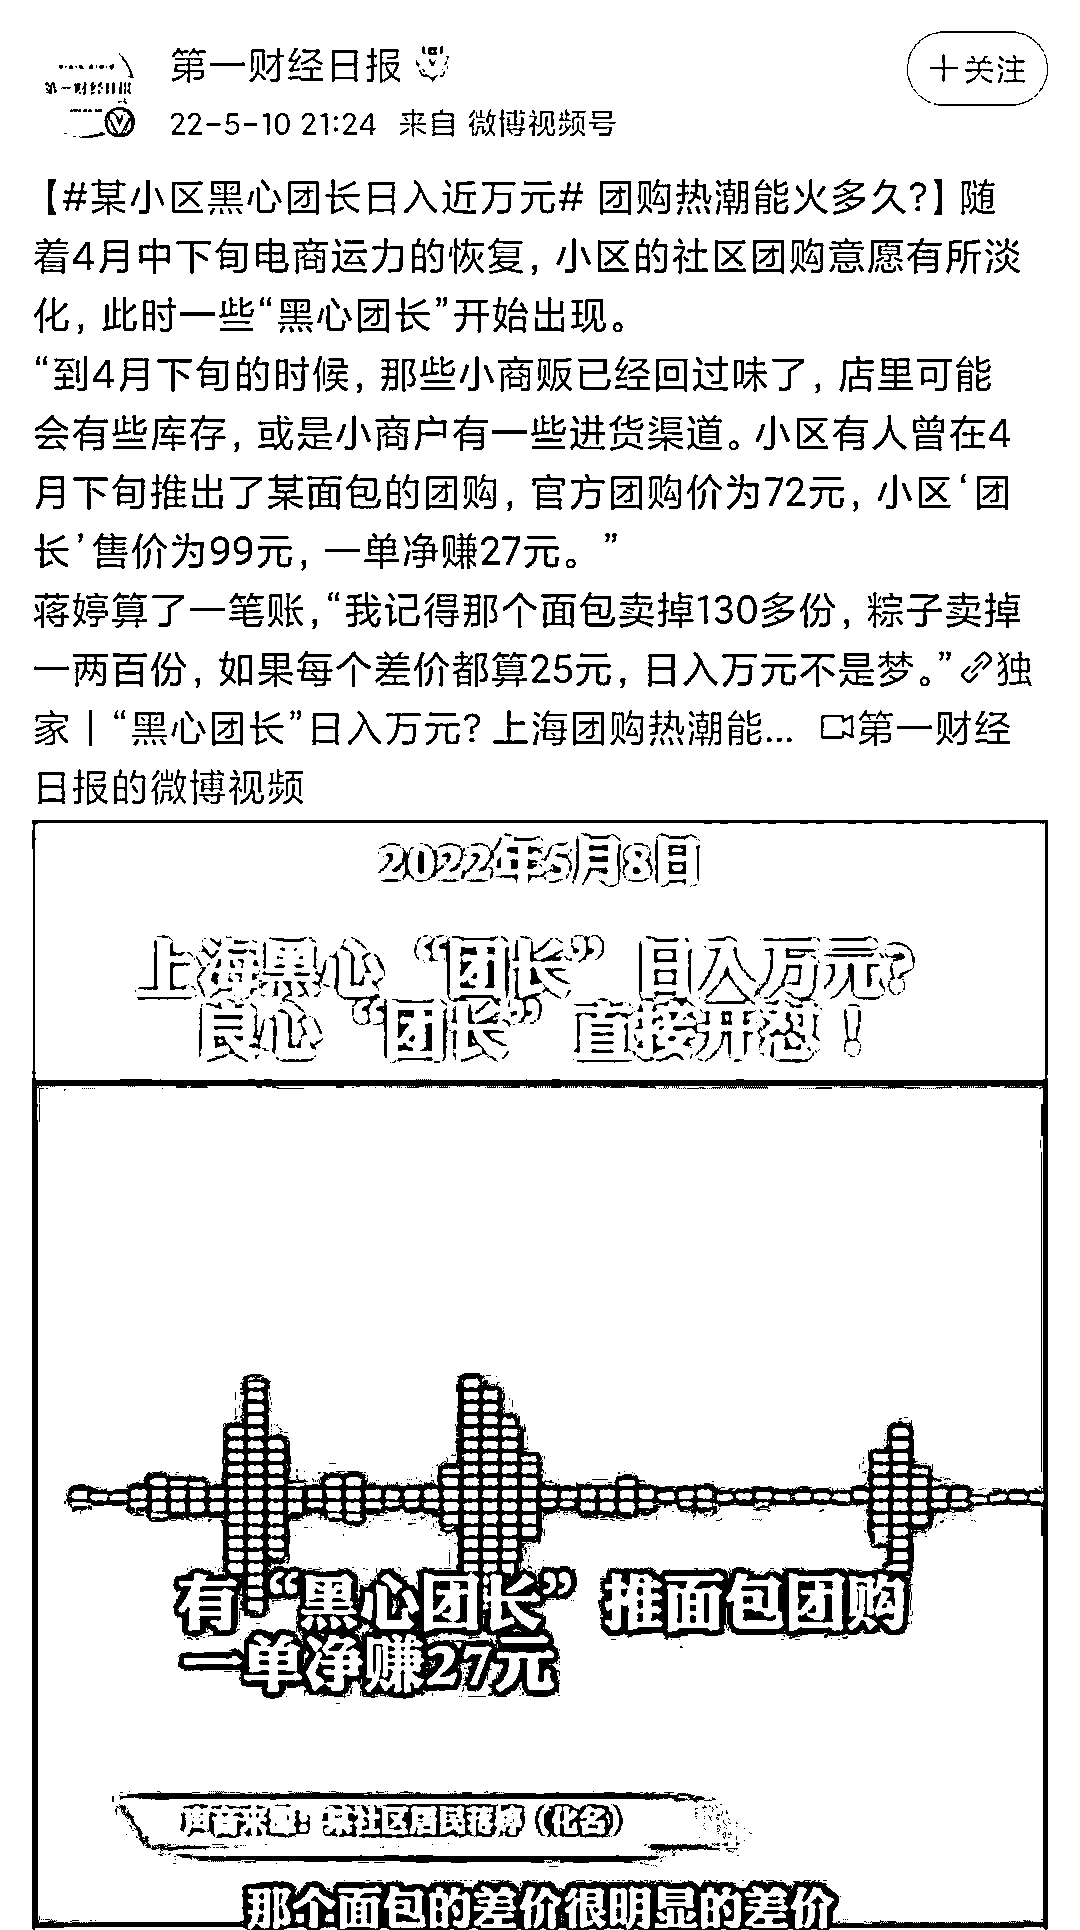 第一财经日报
第一财经日报
22-5-10 21:24 来自 微博视频号
十关注
【#某小区黑心团长日入近万元# 团购热潮能火多久?】随
着4月中下旬电商运力的恢复，小区的社区团购意愿有所淡
化，此时一些“黑心团长”开始出现。
“到4月下旬的时候，那些小商贩已经回过味了，店里可能
会有些库存，或是小商户有一些进货渠道。小区有人曾在4
月下旬推出了某面包的团购，官方团购价为72元，小区‘团
长’售价为99元，一单净赚27元。”
蒋婷算了一笔账，“我记得那个面包卖掉130多份，粽子卖掉
一两百份，如果每个差价都算25元，日入万元不是梦。”独
家丨“黑心团长”日入万元? 上海团购热潮能... 第一财经
日报的微博视频
2022年5月8日
上海黑心“团长”日入万元?
良心“团长”直接开怼！
有“黑心团长”推面包团购
一单净赚27元
声音来源：某社区居民蒋婷（化名）
那个面包的差价很明显的差价